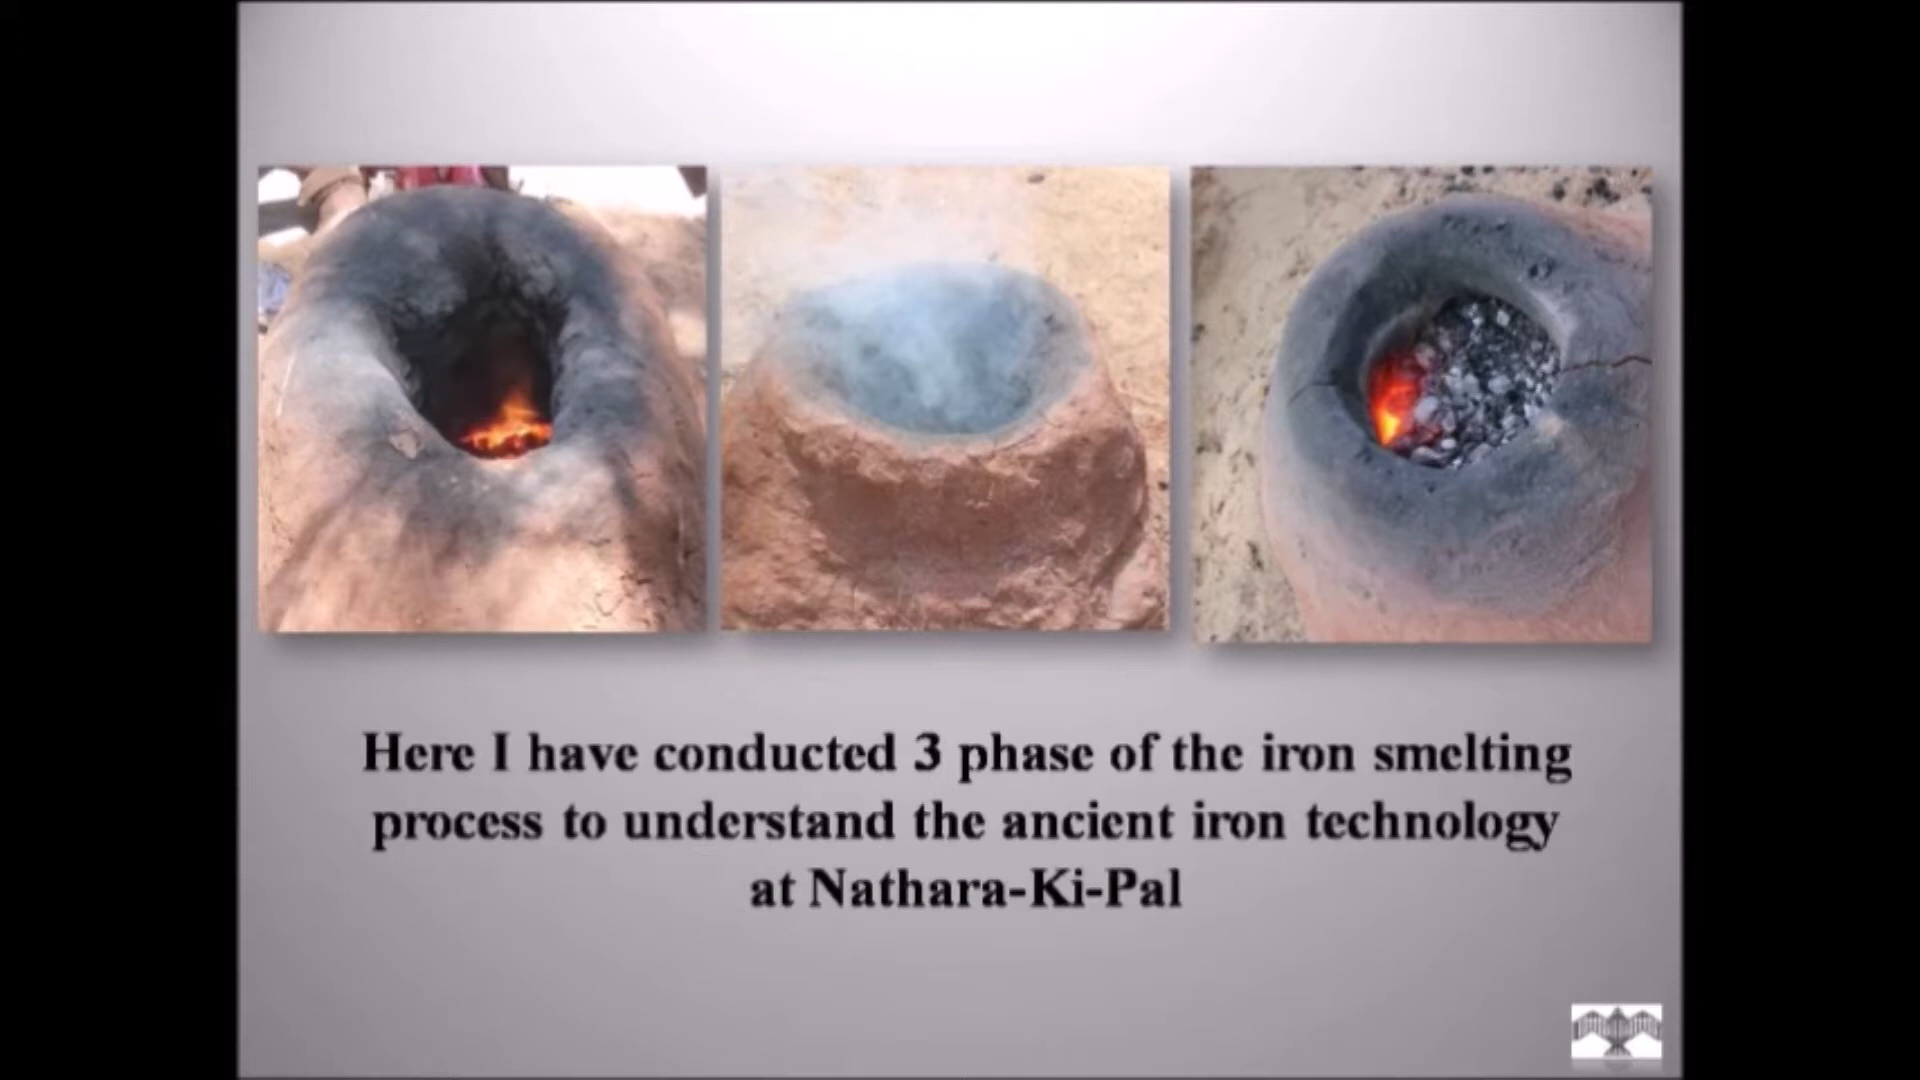 Here I have conducted 3 phase of the iron smelting
process to understand the ancient iron technology
at Nathara-Ki-Pal